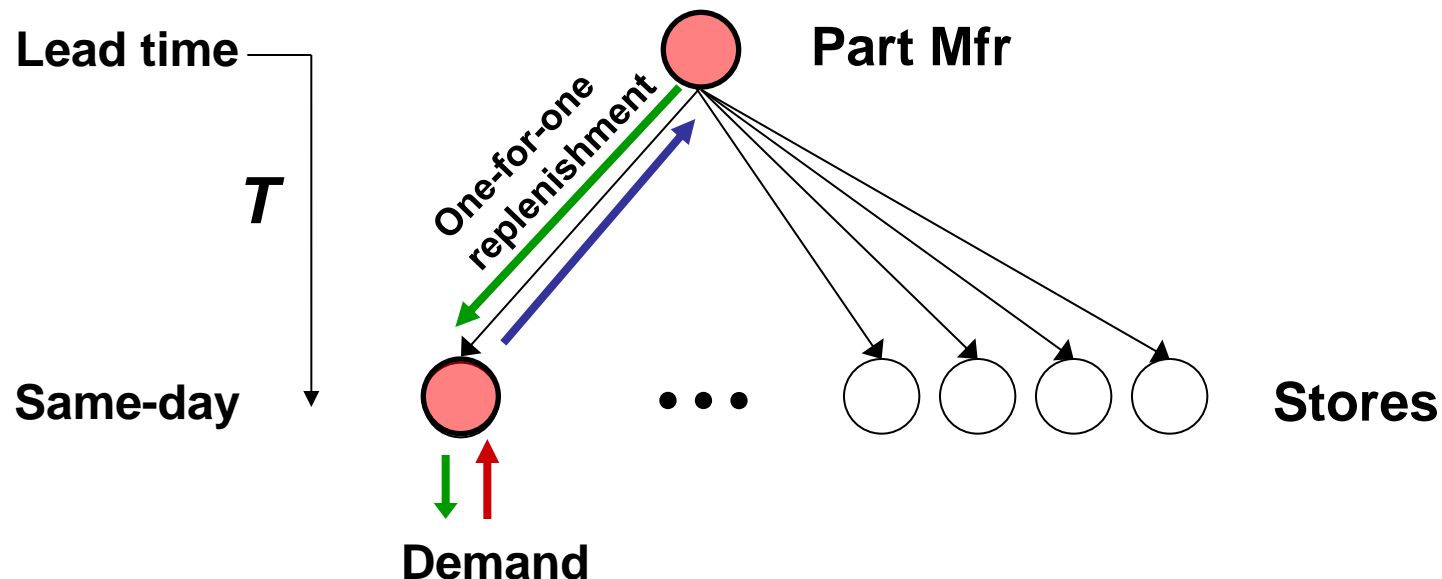 Lead time
Part Mfr
One-for-one
replenishment
T
Same-day
Stores
Demand